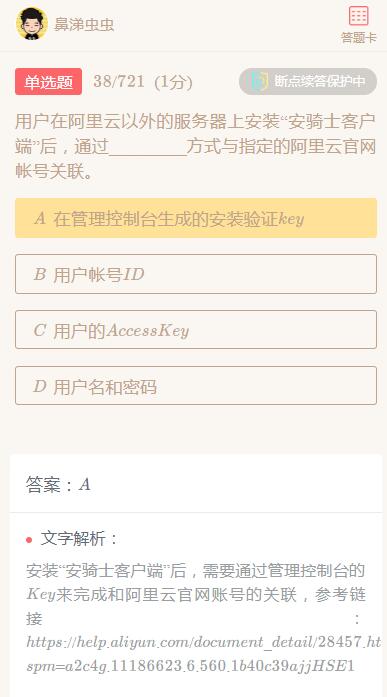 鼻涕虫虫
答题卡
单选题 38/721 (1分) 断点续答保护中
用户在阿里云以外的服务器上安装“安骑士客户
端”后，通过________方式与指定的阿里云官网
帐号关联。
A 在管理控制台生成的安装验证key
B 用户帐号ID
C 用户的AccessKey
D 用户名和密码
答案：A
文字解析：
安装“安骑士客户端”后，需要通过管理控制台的
Key来完成和阿里云官网账号的关联，参考链
接：
https://help.aliyun.com/document_detail/28457.ht
spm=a2c4g.11186623.6.560.1b40c39ajjHSE1